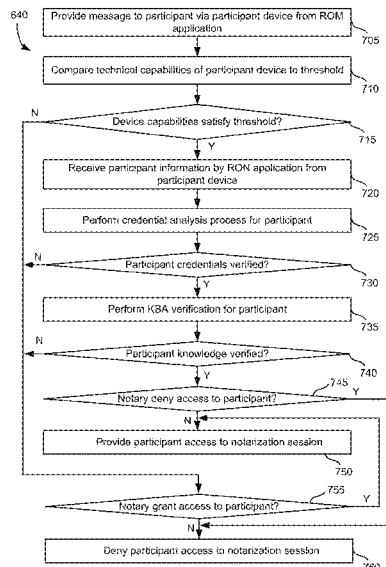 640
Provide message to participant via participant device from ROM
application
705
Compare technical capabilities of participant device to threshold
710
N
Device capabilities satisfy threshold?
715
Y
Receive participant information by RON application from
participant device
720
Perform credential analysis process for participant
725
N
Participant credentials verified?
730
Y
Perform KBA verification for participant
735
N
Participant knowledge verified?
740
Y
745
Notary deny access to participant?
Y
N
Provide participant access to notarization session
750
755
Notary grant access to participant?
Y
N
Deny participant access to notarization session
760